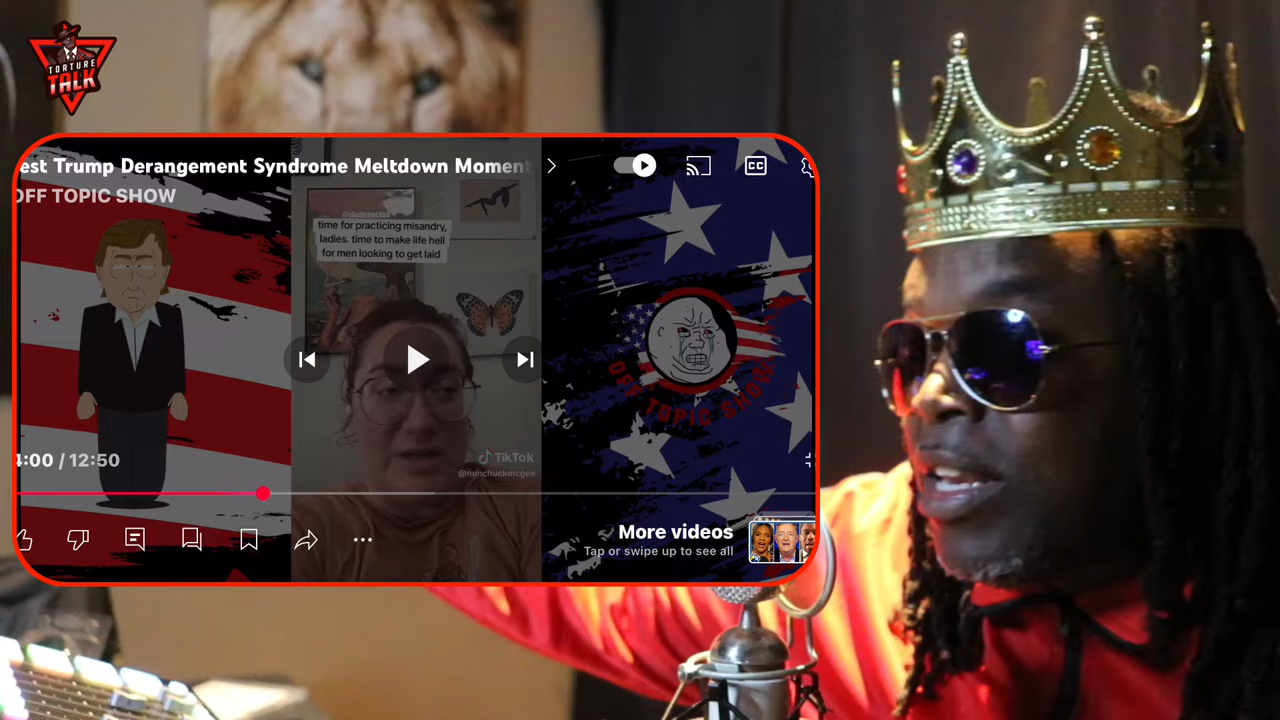 TORTURE
TALK
est Trump Derangement Syndrome Meltdown Moment
OFF TOPIC SHOW
time for practicing misandry,
ladies. time to make life hell
for men looking to get laid
OFF TOPIC SHOW
TikTok
@nunchuckmcgee
4:00 / 12:50
CC
More videos
Tap or swipe up to see all